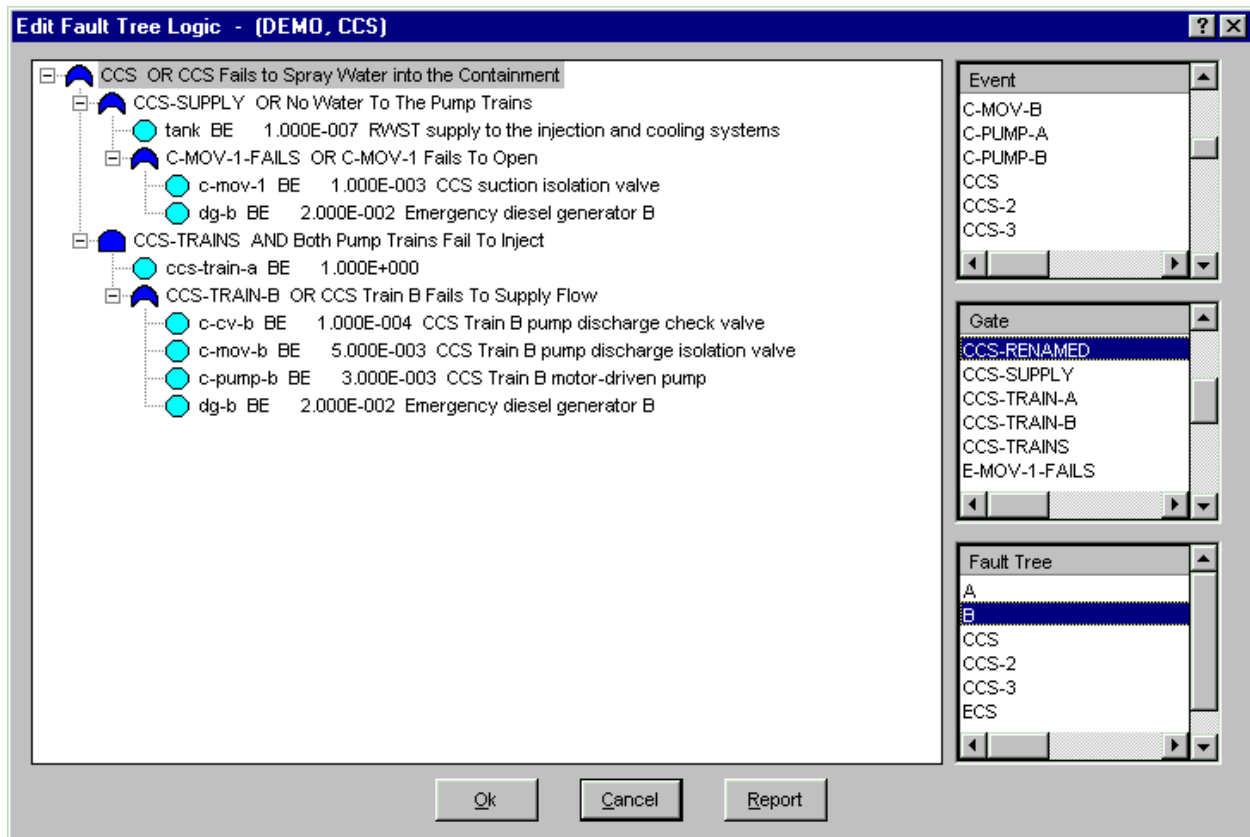 Edit Fault Tree Logic - (DEMO, CCS)
CCS OR CCS Fails to Spray Water into the Containment
CCS-SUPPLY OR No Water To The Pump Trains
tank BE 1.000E-007 RWST supply to the injection and cooling systems
C-MOV-1-FAILS OR C-MOV-1 Fails To Open
c-mov-1 BE 1.000E-003 CCS suction isolation valve
dg-b BE 2.000E-002 Emergency diesel generator B
CCS-TRAINS AND Both Pump Trains Fail To Inject
ccs-train-a BE 1.000E+000
CCS-TRAIN-B OR CCS Train B Fails To Supply Flow
c-cv-b BE 1.000E-004 CCS Train B pump discharge check valve
c-mov-b BE 5.000E-003 CCS Train B pump discharge isolation valve
c-pump-b BE 3.000E-003 CCS Train B motor-driven pump
dg-b BE 2.000E-002 Emergency diesel generator B
Event
C-MOV-B
C-PUMP-A
C-PUMP-B
CCS
CCS-2
CCS-3
Gate
CCS-RENAMED
CCS-SUPPLY
CCS-TRAIN-A
CCS-TRAIN-B
CCS-TRAINS
E-MOV-1-FAILS
Fault Tree
A
B
CCS
CCS-2
CCS-3
ECS
Ok Cancel Report